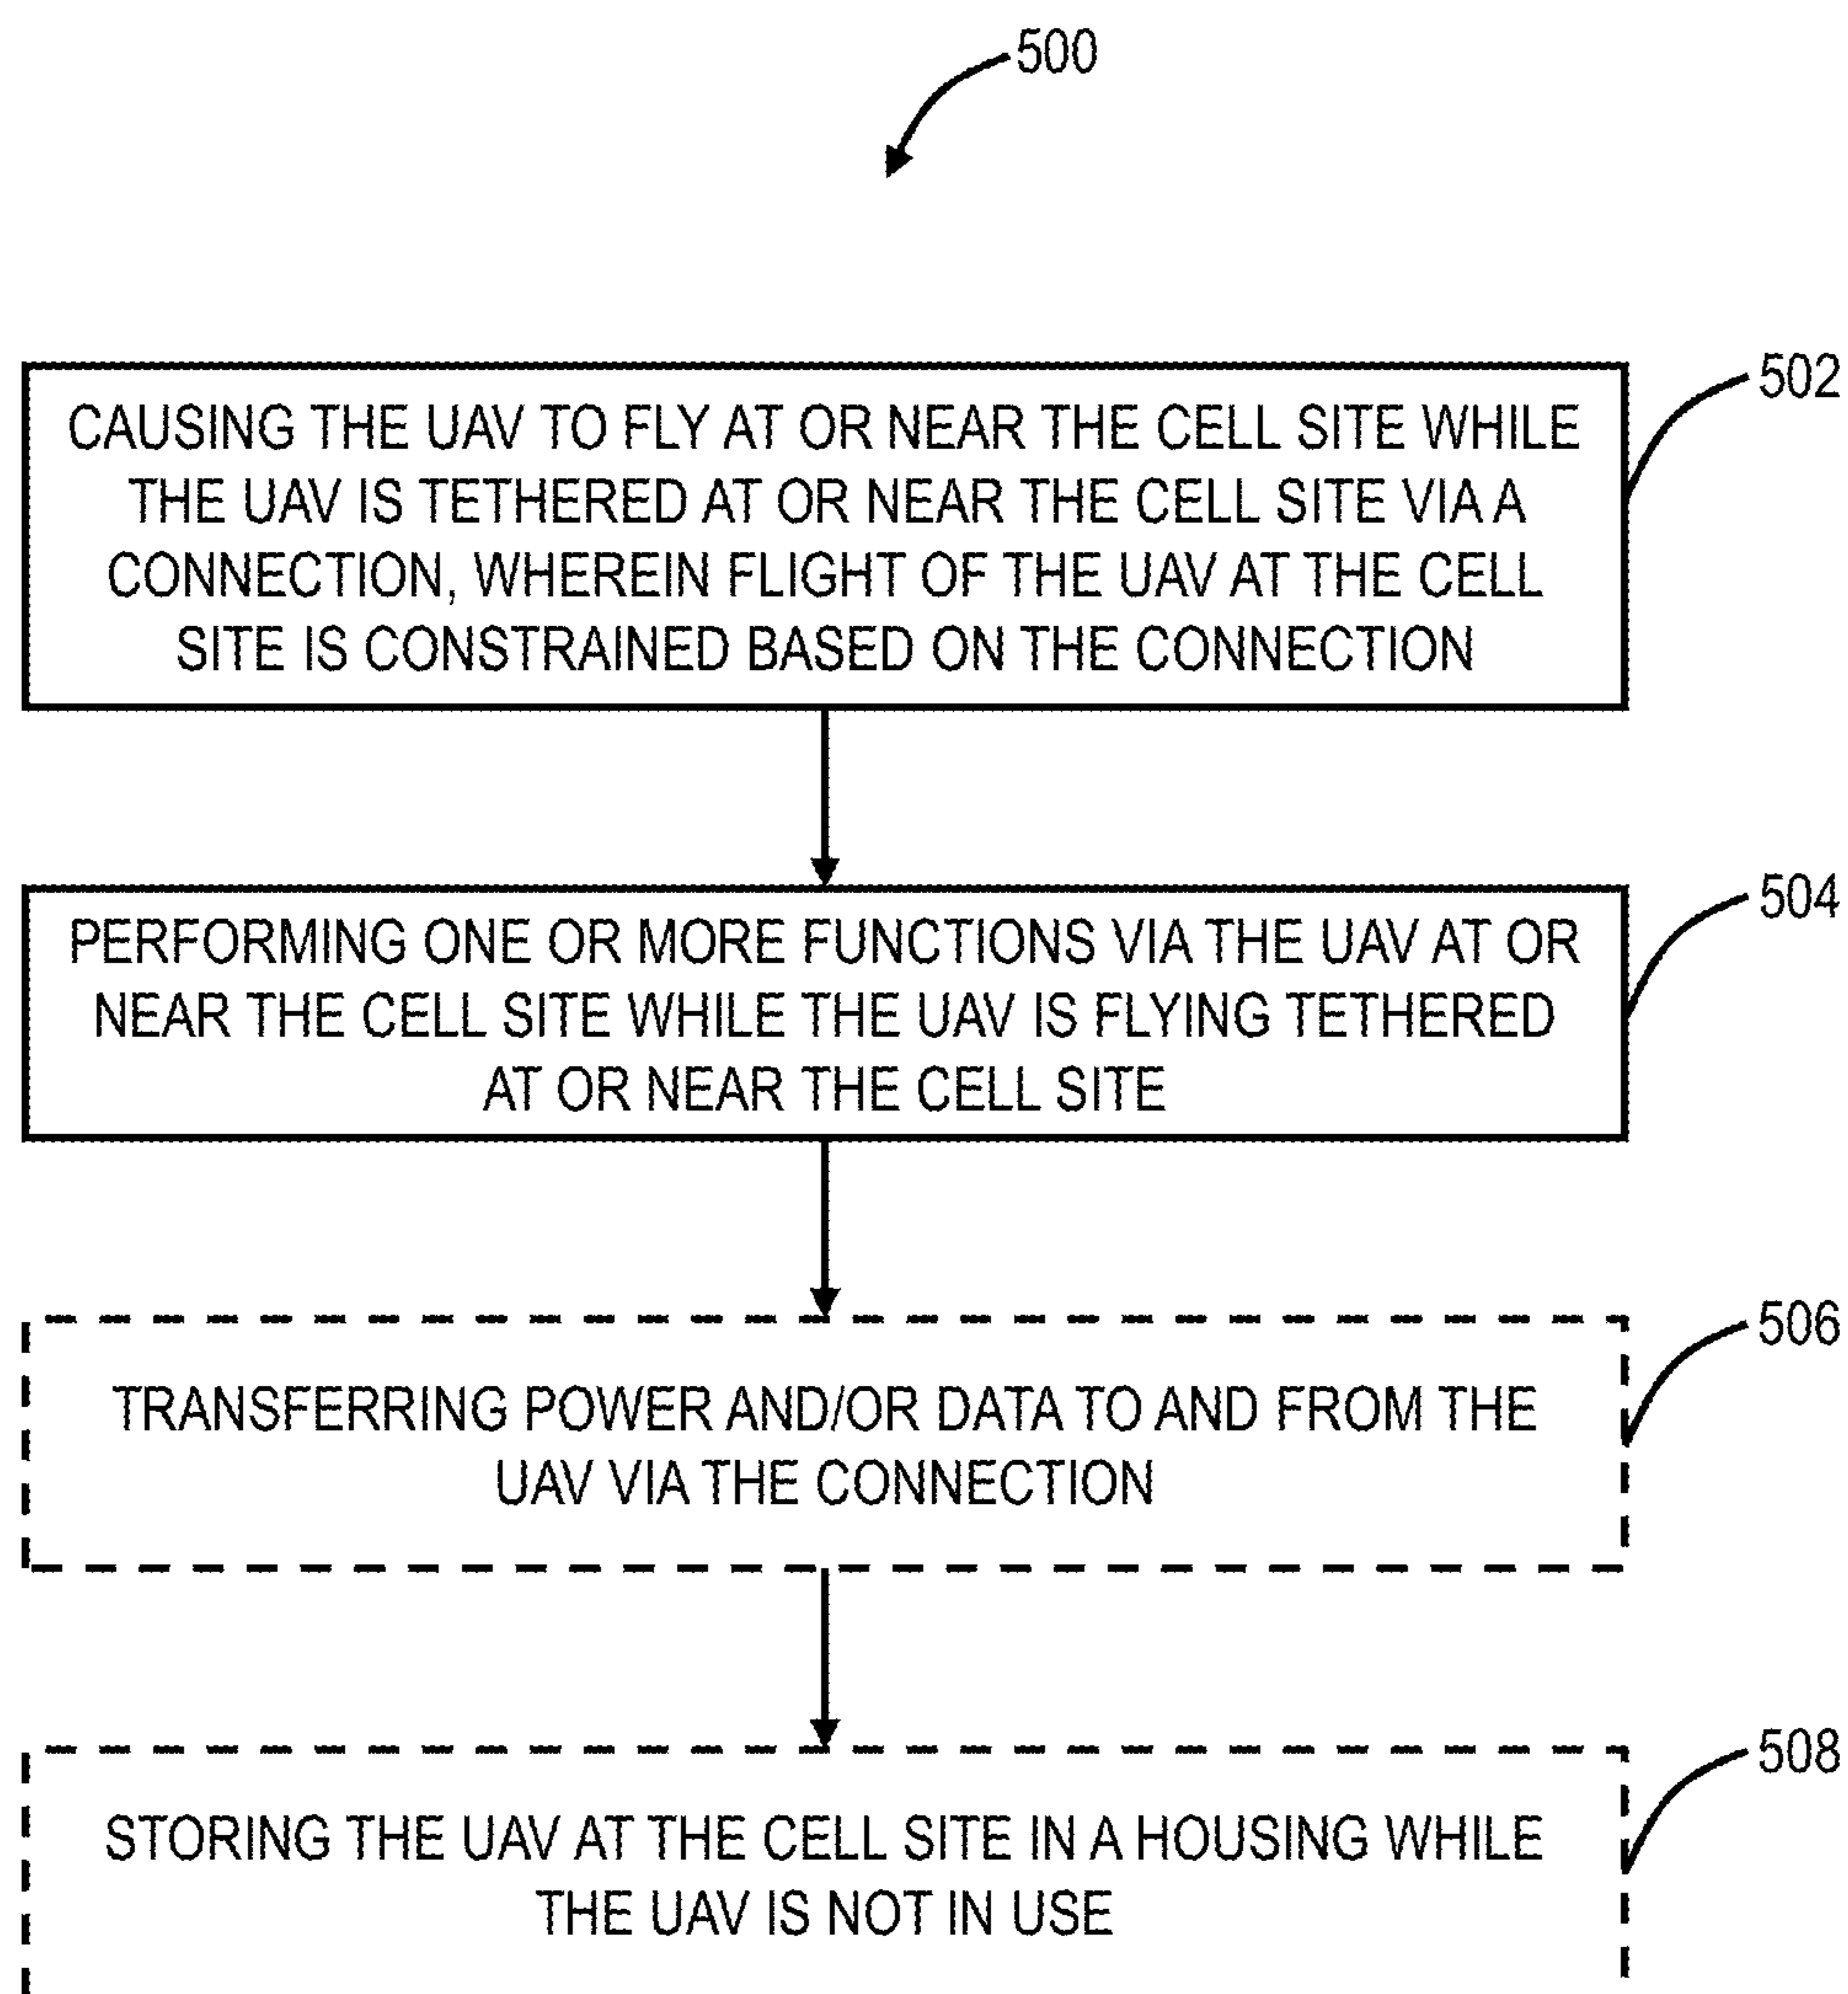 500
502
CAUSING THE UAV TO FLY AT OR NEAR THE CELL SITE WHILE
THE UAV IS TETHERED AT OR NEAR THE CELL SITE VIA A
CONNECTION, WHEREIN FLIGHT OF THE UAV AT THE CELL
SITE IS CONSTRAINED BASED ON THE CONNECTION
504
PERFORMING ONE OR MORE FUNCTIONS VIA THE UAV AT OR
NEAR THE CELL SITE WHILE THE UAV IS FLYING TETHERED
AT OR NEAR THE CELL SITE
506
TRANSFERRING POWER AND/OR DATA TO AND FROM THE
UAV VIA THE CONNECTION
508
STORING THE UAV AT THE CELL SITE IN A HOUSING WHILE
THE UAV IS NOT IN USE